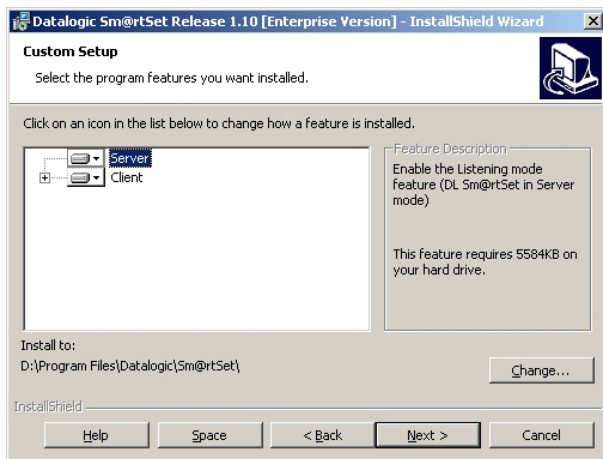 Datalogic Sm@rtSet Release 1.10 [Enterprise Version] - InstallShield Wizard
Custom Setup
Select the program features you want installed.
Click on an icon in the list below to change how a feature is installed.
Server
Client
Feature Description
Enable the Listening mode
feature (DL Sm@rtSet in Server
mode)
This feature requires 5584KB on
your hard drive.
Install to:
D:\Program Files\Datalogic\Sm@rtSet\
Change...
InstallShield
Help
Space
< Back
Next >
Cancel